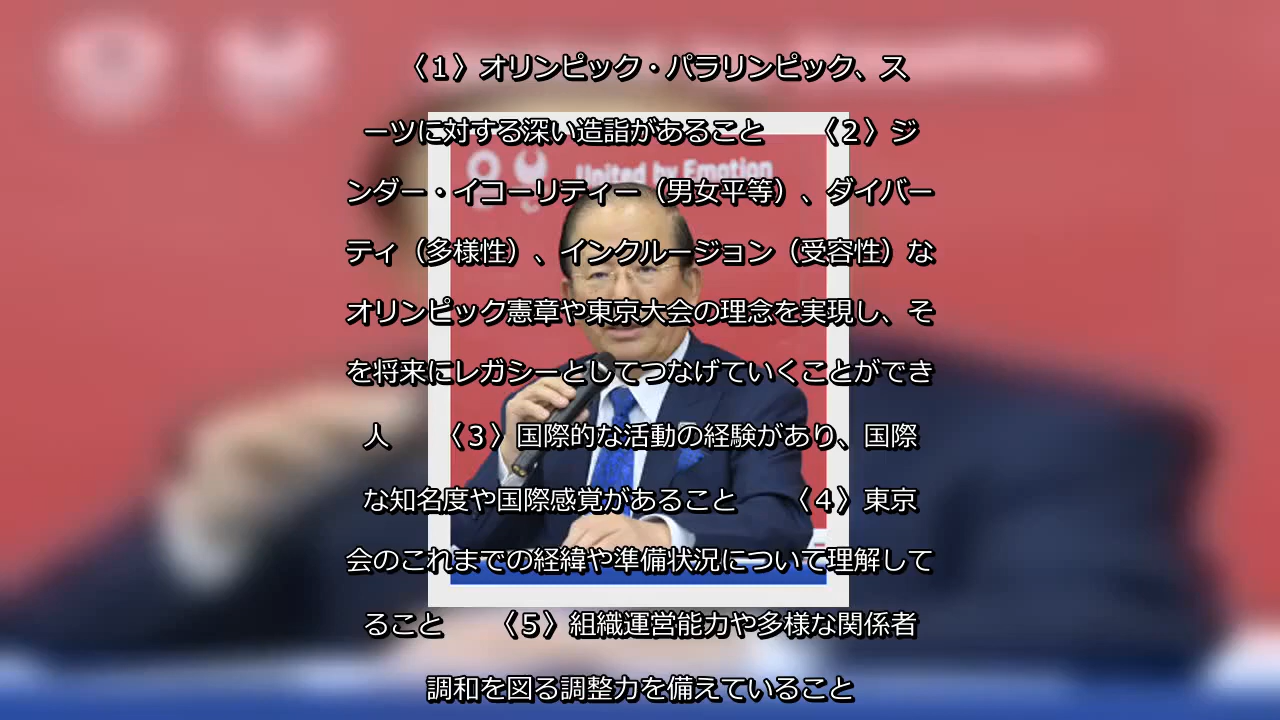 〈１〉オリンピック・パラリンピック、ス
ーツに対する深い造詣があること　〈２〉ジ
ンダー・イコーリティー（男女平等）、ダイバー
ティ（多様性）、インクルージョン（受容性）な
オリンピック憲章や東京大会の理念を実現し、そ
を将来にレガシーとしてつなげていくことができ
人　〈３〉国際的な活動の経験があり、国際
な知名度や国際感覚があること　〈４〉東京
会のこれまでの経緯や準備状況について理解して
ること　〈５〉組織運営能力や多様な関係者
調和を図る調整力を備えていること
United by Emotion